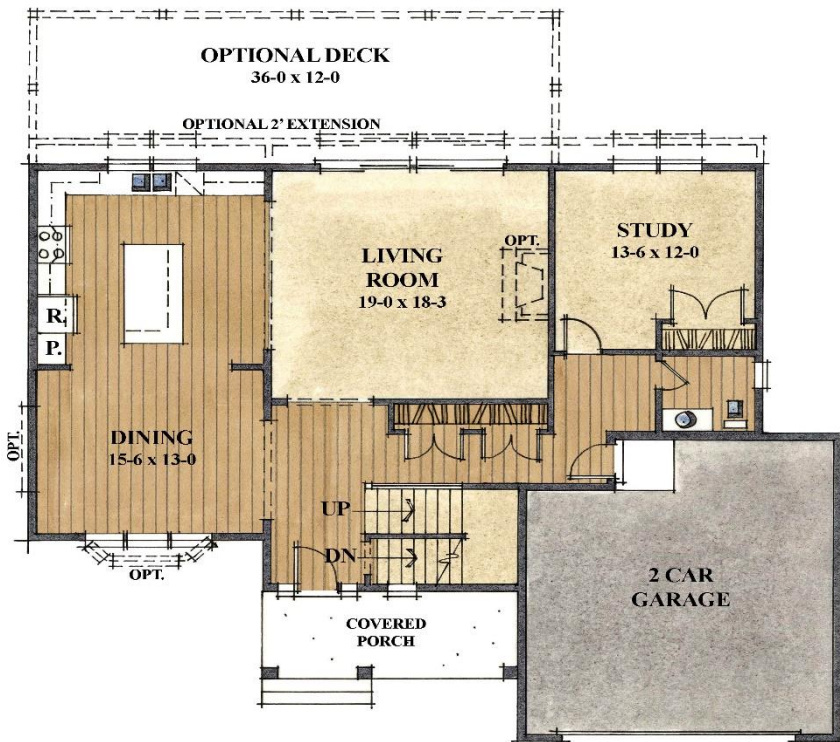 OPTIONAL DECK
36-0 x 12-0
OPTIONAL 2' EXTENSION
LIVING
ROOM
19-0 x 18-3
OPT.
STUDY
13-6 x 12-0
R.
P.
DINING
15-6 x 13-0
OPT.
OPT.
UP
DN
COVERED
PORCH
2 CAR
GARAGE